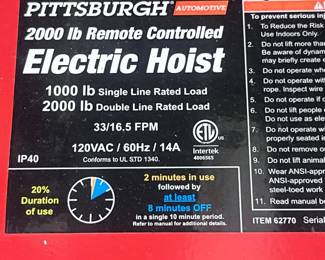 PITTSBURGH AUTOMOTIVE
2000 lb Remote Controlled
Electric Hoist
1000 lb Single Line Rated Load
2000 lb Double Line Rated Load
33/16.5 FPM
120VAC / 60Hz / 14A
Conforms to UL STD 1340.
IP40
ETL
Intertek
4006565
20%
Duration
of use
2 minutes in use
followed by
at least
8 minutes OFF
in a single 10 minute period.
Refer to manual for additional details.
To prevent serious inj
1. To Reduce the Risk
Use Indoors Only.
2. Do not lift more than
Be aware of dynam
may briefly create e
3. Do not operate wh
rope. Inspect wire
4. Do not operate
5. Do not operate if c
6. Do not lift people
Do not use as ele
7. Do not operate
8. Do not remove o
9. Do not lift animal
10. Wear ANSI-appr
ANSI-approved
steel-toed work
11. Read manual be
ITEM 62770 Serial